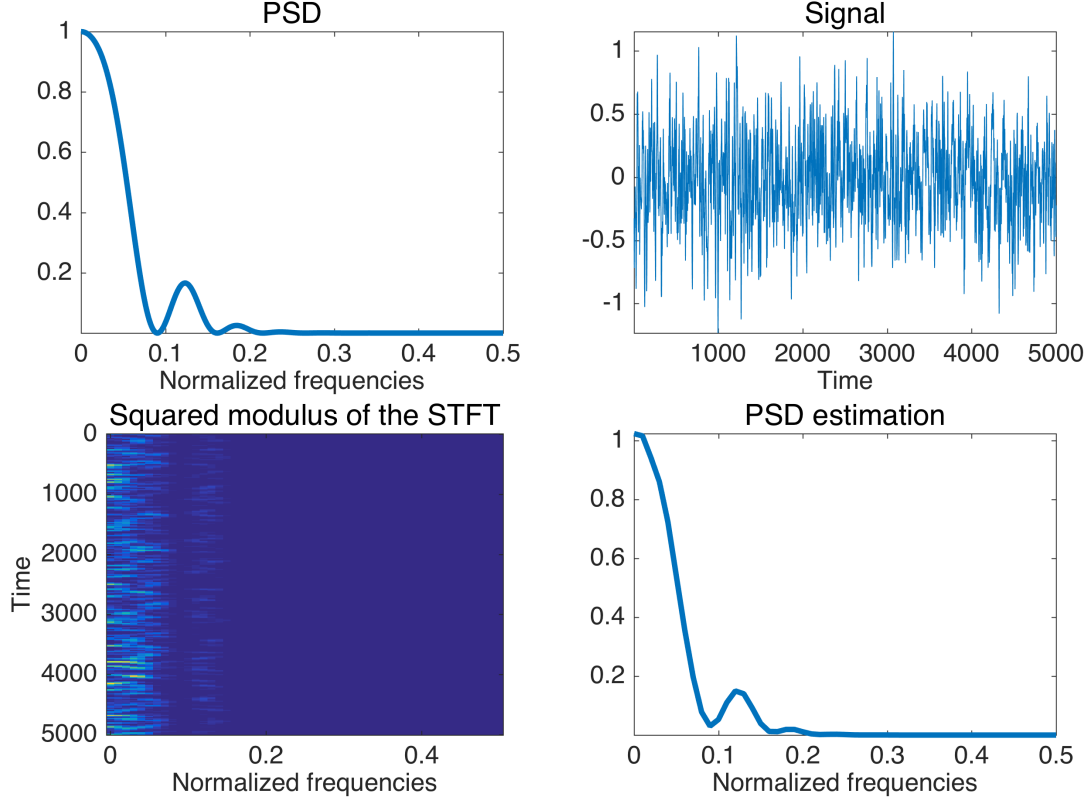 PSD
1
0.8
0.6
0.4
0.2
0 0.1 0.2 0.3 0.4 0.5
Normalized frequencies
Signal
1
0.5
0
-0.5
-1
1000 2000 3000 4000 5000
Time
Squared modulus of the STFT
0
1000
2000
3000
4000
5000
Time
0 0.2 0.4
Normalized frequencies
PSD estimation
1
0.8
0.6
0.4
0.2
0 0.1 0.2 0.3 0.4 0.5
Normalized frequencies